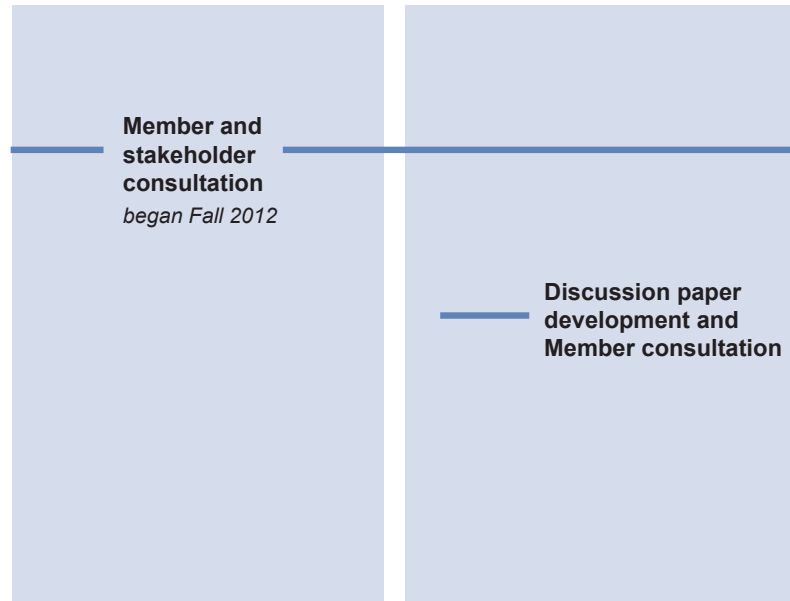 Member and
stakeholder
consultation
began Fall 2012
Discussion paper
development and
Member consultation